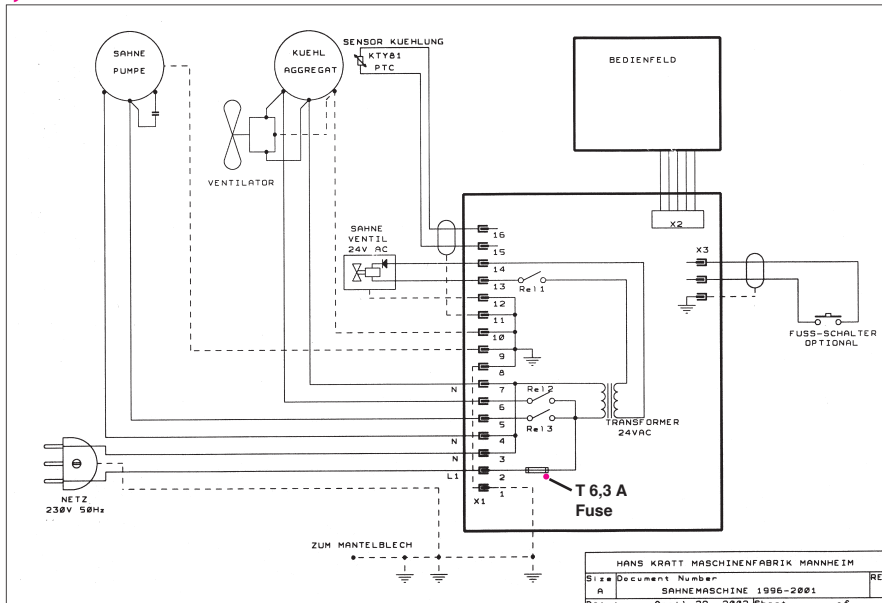 SAHNE
PUMPE
KUEHL
AGGREGAT
SENSOR KUEHLUNG
KTY81
PTC
VENTILATOR
BEDIENFELD
X2
SAHNE
VENTIL
24V AC
16
15
14
13
Rel1
12
11
10
9
8
N
7
Rel2
6
5
Rel3
N
4
N
3
L1
2
1
X1
TRANSFORMER
24VAC
X3
FUSS-SCHALTER
OPTIONAL
NETZ
230V 50Hz
T 6,3 A
Fuse
ZUM MANTELBLECH
HANS KRATT MASCHINENFABRIK MANNHEIM
Size Document Number
A SAHNEMASCHINE 1996-2001